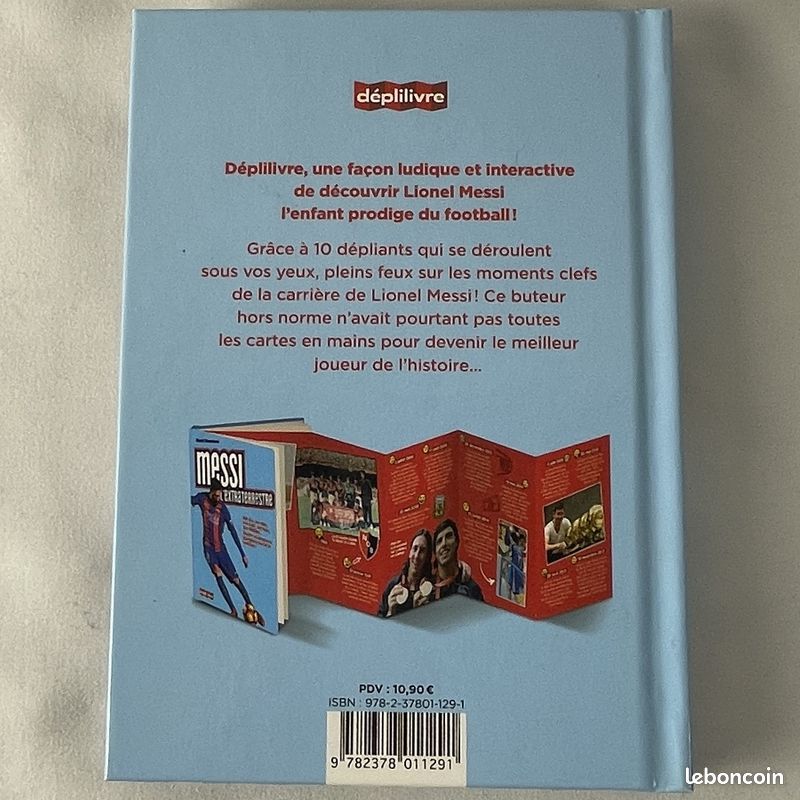 déplilivre
Déplilivre, une façon ludique et interactive
de découvrir Lionel Messi
l'enfant prodige du football !
Grâce à 10 dépliants qui se déroulent
sous vos yeux, pleins feux sur les moments clefs
de la carrière de Lionel Messi ! Ce buteur
hors norme n'avait pourtant pas toutes
les cartes en mains pour devenir le meilleur
joueur de l'histoire...
messi
extraterrestre
PDV : 10,90 €
ISBN : 978-2-37801-129-1
9 782378 011291
leboncoin